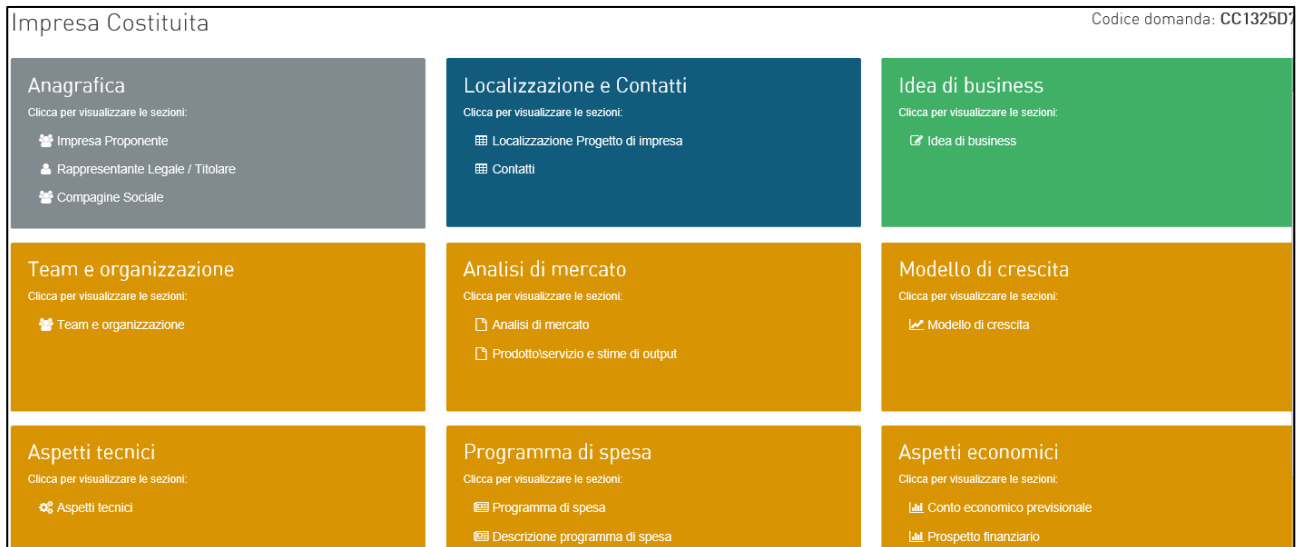 Impresa Costituita
Codice domanda: CC1325D7
Anagrafica
Clicca per visualizzare le sezioni:
Impresa Proponente
Rappresentante Legale / Titolare
Compagine Sociale
Localizzazione e Contatti
Clicca per visualizzare le sezioni:
Localizzazione Progetto di impresa
Contatti
Idea di business
Clicca per visualizzare le sezioni:
Idea di business
Team e organizzazione
Clicca per visualizzare le sezioni:
Team e organizzazione
Analisi di mercato
Clicca per visualizzare le sezioni:
Analisi di mercato
Prodotto\servizio e stime di output
Modello di crescita
Clicca per visualizzare le sezioni:
Modello di crescita
Aspetti tecnici
Clicca per visualizzare le sezioni:
Aspetti tecnici
Programma di spesa
Clicca per visualizzare le sezioni:
Programma di spesa
Descrizione programma di spesa
Aspetti economici
Clicca per visualizzare le sezioni:
Conto economico previsionale
Prospetto finanziario